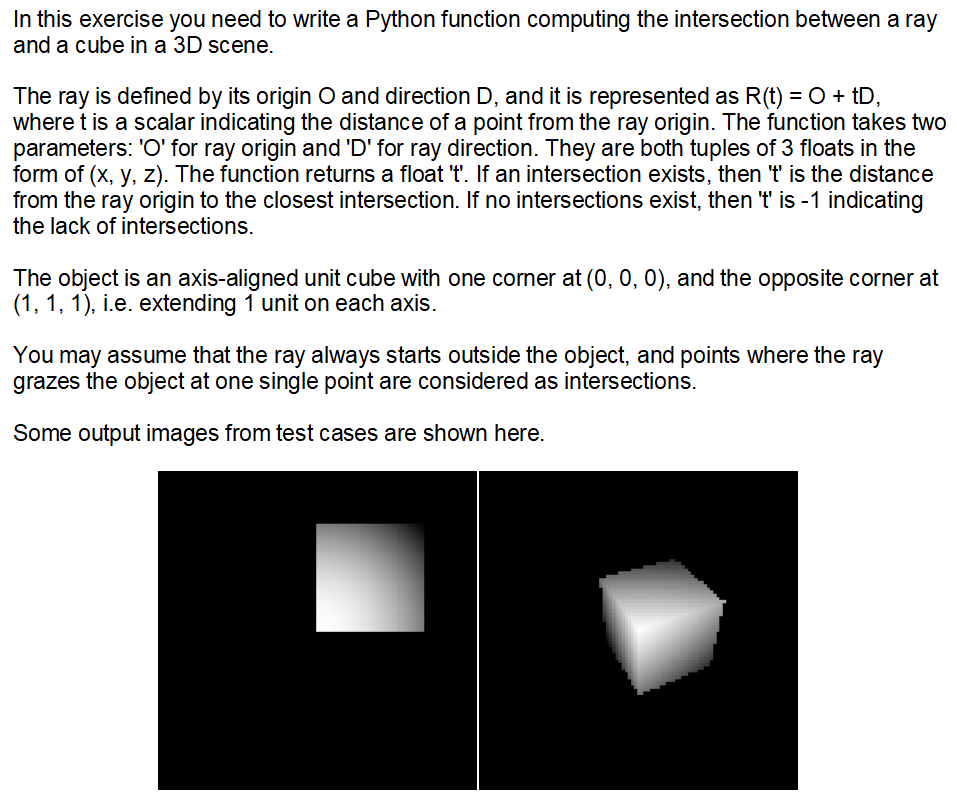 In this exercise you need to write a Python function computing the intersection between a ray
and a cube in a 3D scene.
The ray is defined by its origin O and direction D, and it is represented as R(t) = O + tD,
where t is a scalar indicating the distance of a point from the ray origin. The function takes two
parameters: 'O' for ray origin and 'D' for ray direction. They are both tuples of 3 floats in the
form of (x, y, z). The function returns a float 't'. If an intersection exists, then 't' is the distance
from the ray origin to the closest intersection. If no intersections exist, then 't' is -1 indicating
the lack of intersections.
The object is an axis-aligned unit cube with one corner at (0, 0, 0), and the opposite corner at
(1, 1, 1), i.e. extending 1 unit on each axis.
You may assume that the ray always starts outside the object, and points where the ray
grazes the object at one single point are considered as intersections.
Some output images from test cases are shown here.